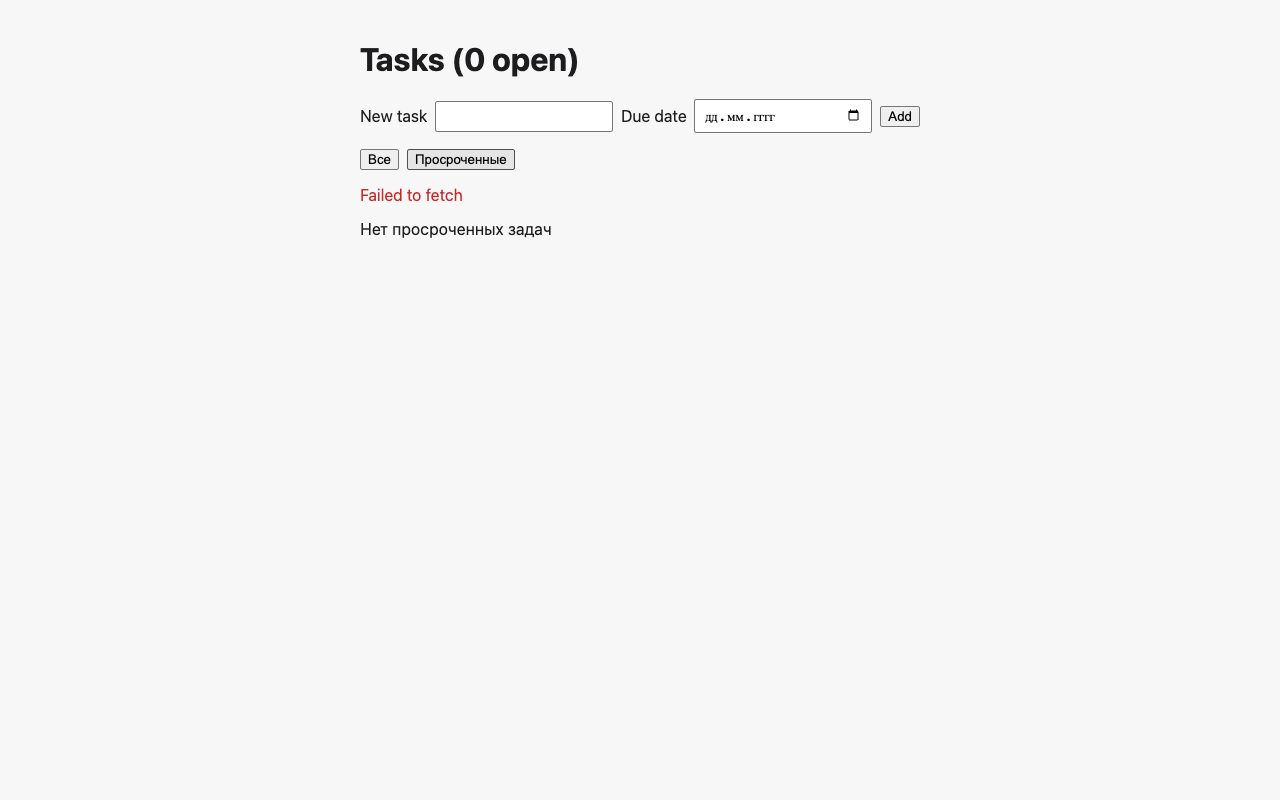 Tasks (0 open)
New task Due date дд.мм.гггг Add
Все Просроченные
Failed to fetch
Нет просроченных задач